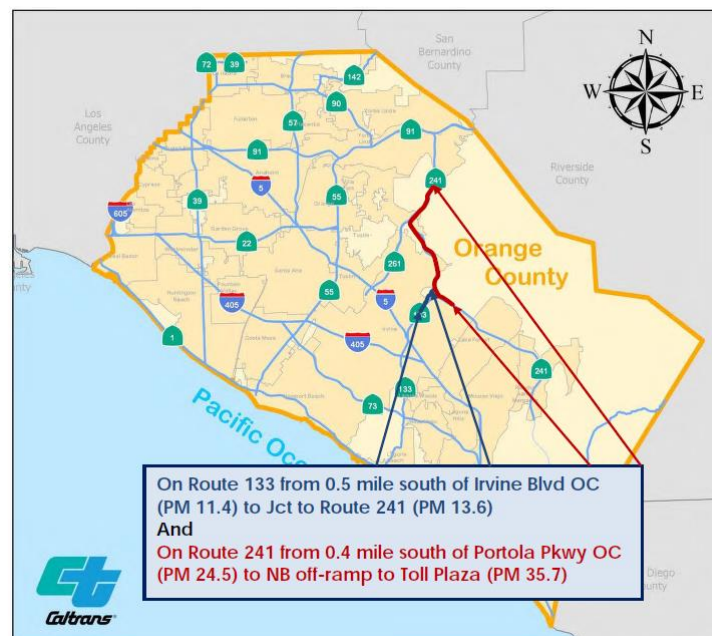 San
Bernardino
County
N
W
E
S
Los
Angeles
County
Riverside
County
72
39
142
90
57
91
91
5
241
39
55
605
22
Orange
County
261
55
405
5
133
405
1
133
241
73
Pacific Oce
On Route 133 from 0.5 mile south of Irvine Blvd OC
(PM 11.4) to Jct to Route 241 (PM 13.6)
And
On Route 241 from 0.4 mile south of Portola Pkwy OC
(PM 24.5) to NB off-ramp to Toll Plaza (PM 35.7)
Diego
ounty
ct
Caltrans